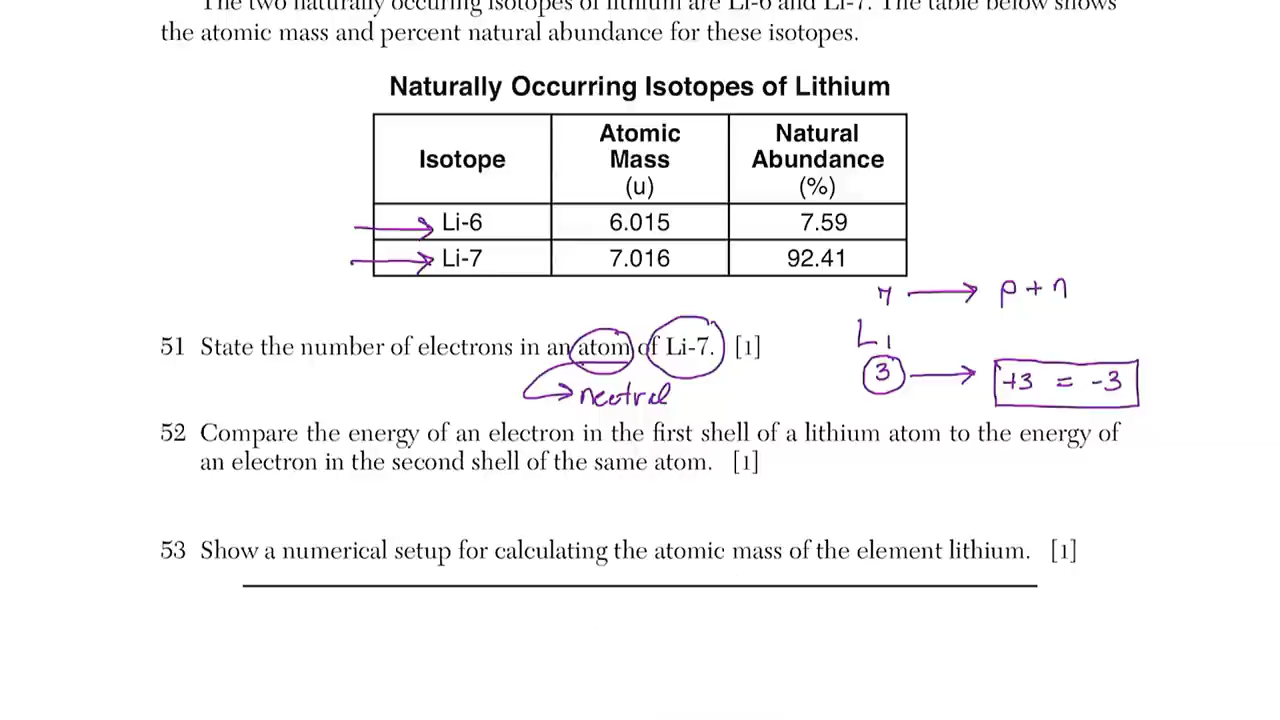 The two naturally occuring isotopes of lithium are Li-6 and Li-7. The table below shows
the atomic mass and percent natural abundance for these isotopes.
Naturally Occurring Isotopes of Lithium
Isotope Atomic Mass (u) Natural Abundance (%)
Li-6 6.015 7.59
Li-7 7.016 92.41
7 → p + n
51 State the number of electrons in an atom of Li-7. [1]
Li
neutral
3 → +3 = -3
52 Compare the energy of an electron in the first shell of a lithium atom to the energy of
an electron in the second shell of the same atom. [1]
53 Show a numerical setup for calculating the atomic mass of the element lithium. [1]